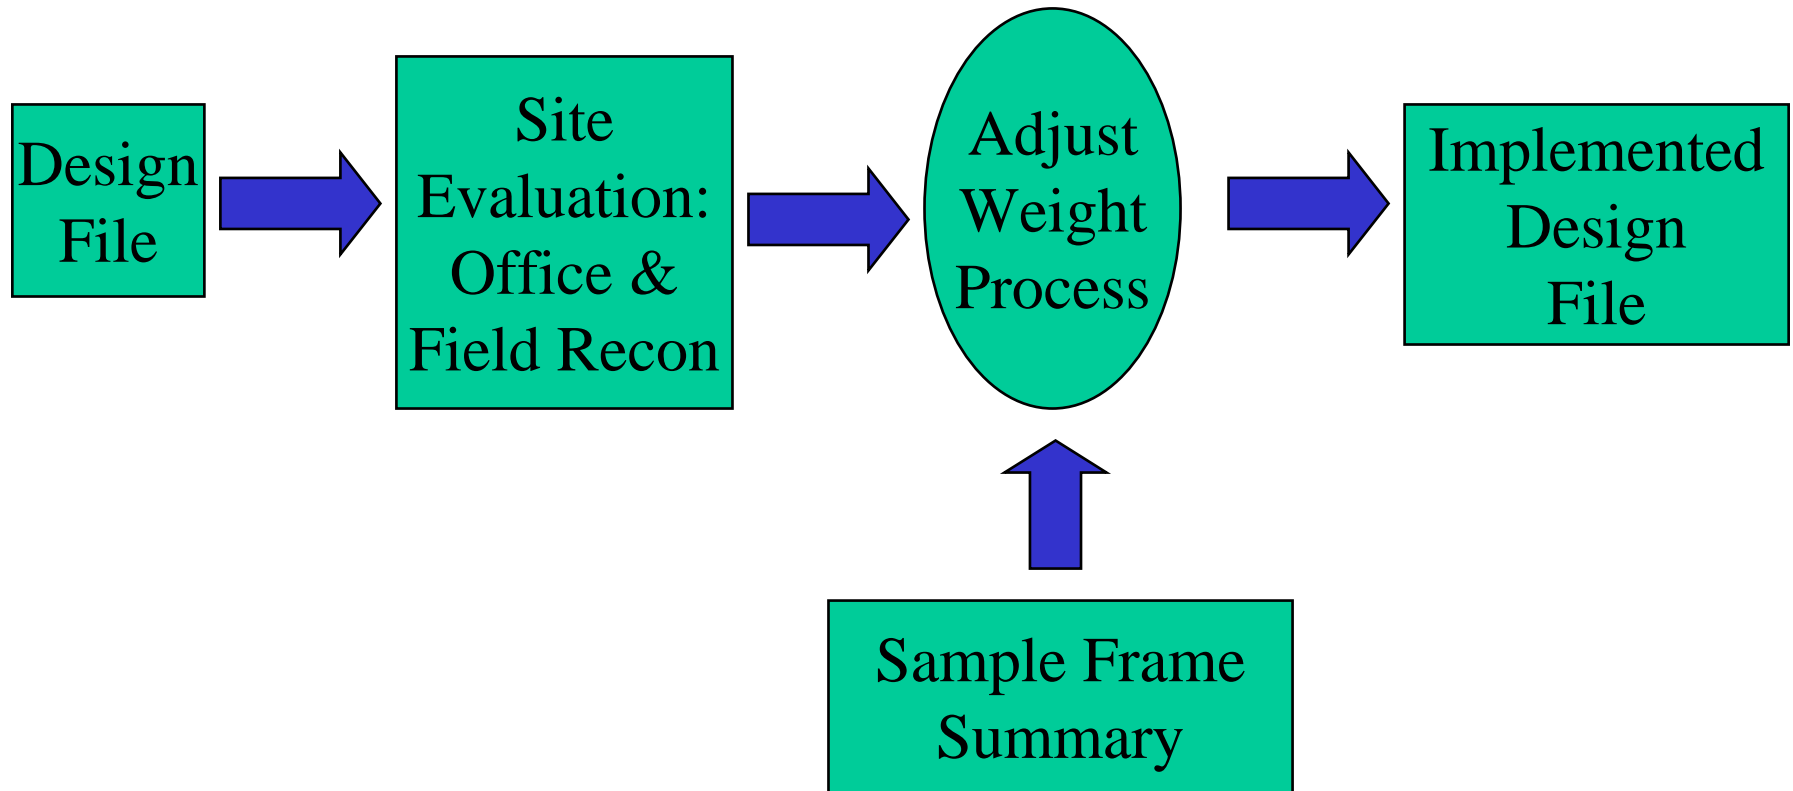 Design
File
Site
Evaluation:
Office &
Field Recon
Adjust
Weight
Process
Implemented
Design
File
Sample Frame
Summary